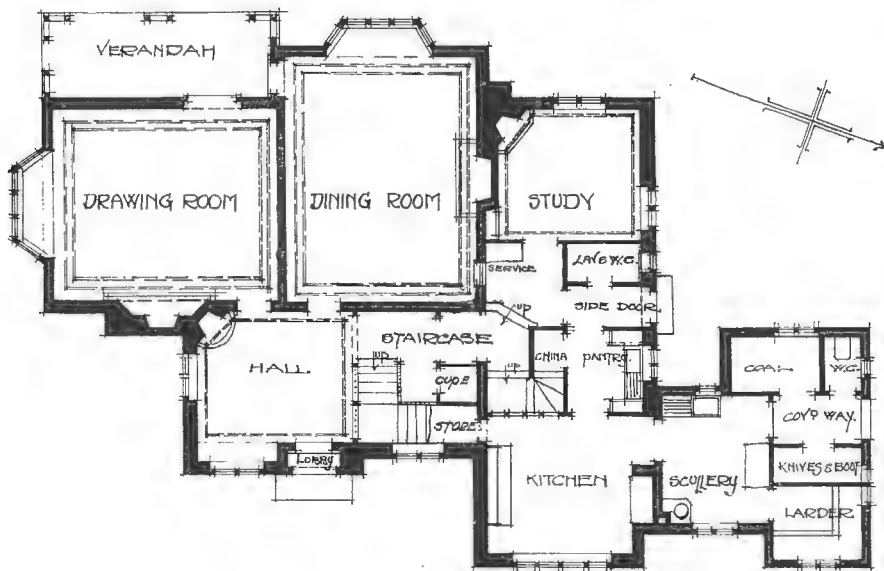 VERANDAH
DRAWING ROOM
DINING ROOM
STUDY
SERVICE
LAV & W.C.
UP
SIDE DOOR
STAIRCASE
HALL
UP
UP
CHINA
PANTRY
COAL
W.C.
CUPD
STORE
COVD WAY
LOBBY
KITCHEN
SCULLERY
KNIVES & BOOTS
LARDER